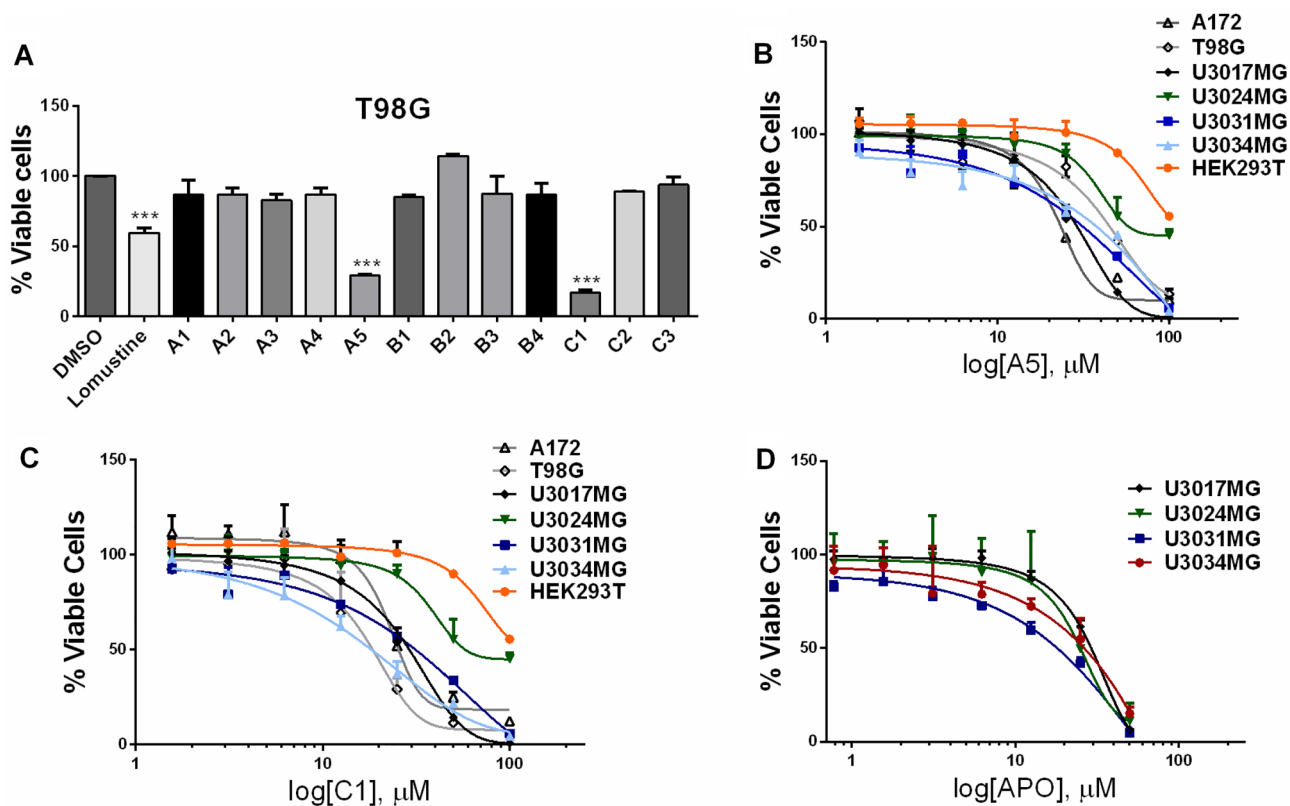 A
T98G
% Viable cells
150
100
50
0
***
***
***
DMSO
Lomustine
A1
A2
A3
A4
A5
B1
B2
B3
B4
C1
C2
C3
B
% Viable Cells
150
100
50
0
1
10
100
log[A5], μM
A172
T98G
U3017MG
U3024MG
U3031MG
U3034MG
HEK293T
C
% Viable Cells
150
100
50
0
1
10
100
log[C1], μM
A172
T98G
U3017MG
U3024MG
U3031MG
U3034MG
HEK293T
D
% Viable Cells
150
100
50
0
1
10
100
log[APO], μM
U3017MG
U3024MG
U3031MG
U3034MG